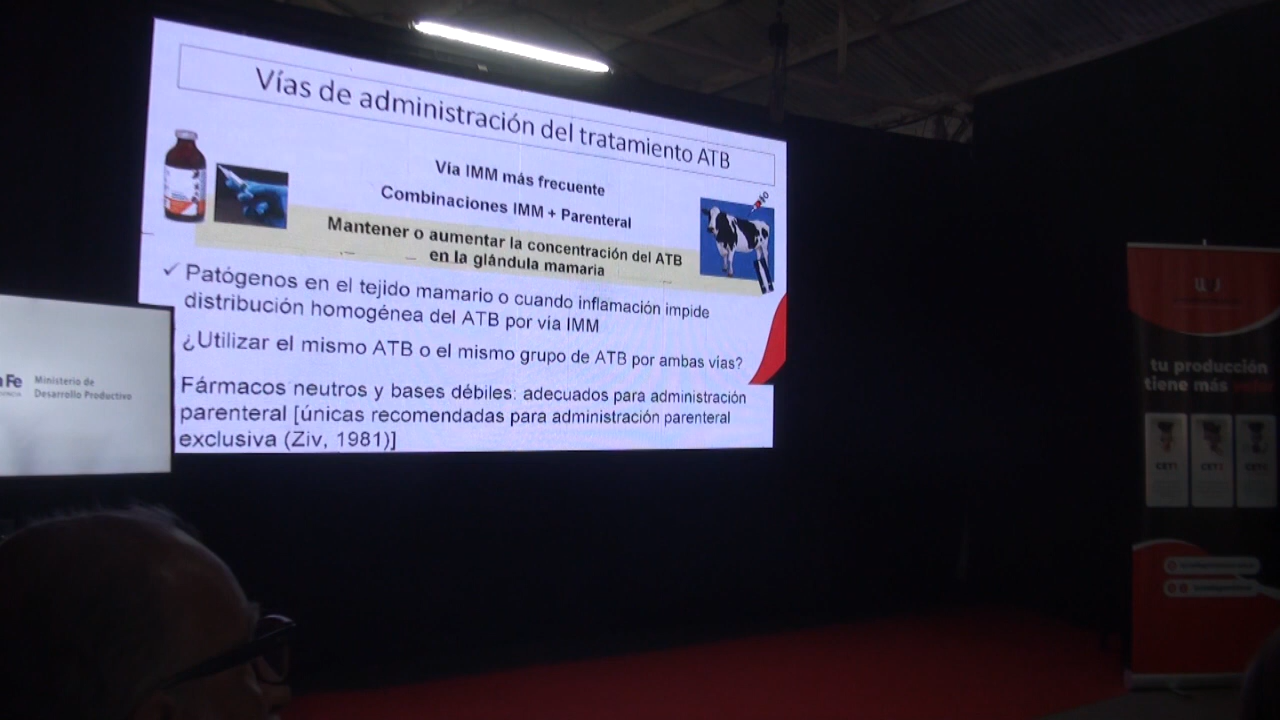 Vías de administración del tratamiento ATB
Vía IMM más frecuente
Combinaciones IMM + Parenteral
Mantener o aumentar la concentración del ATB
en la glándula mamaria
NO
✓ Patógenos en el tejido mamario o cuando inflamación impide
distribución homogénea del ATB por vía IMM
¿Utilizar el mismo ATB o el mismo grupo de ATB por ambas vías?
Fármacos neutros y bases débiles: adecuados para administración
parenteral [únicas recomendadas para administración parenteral
exclusiva (Ziv, 1981)]
Fe
Ministerio de
Desarrollo Productivo
tu producción
tiene más